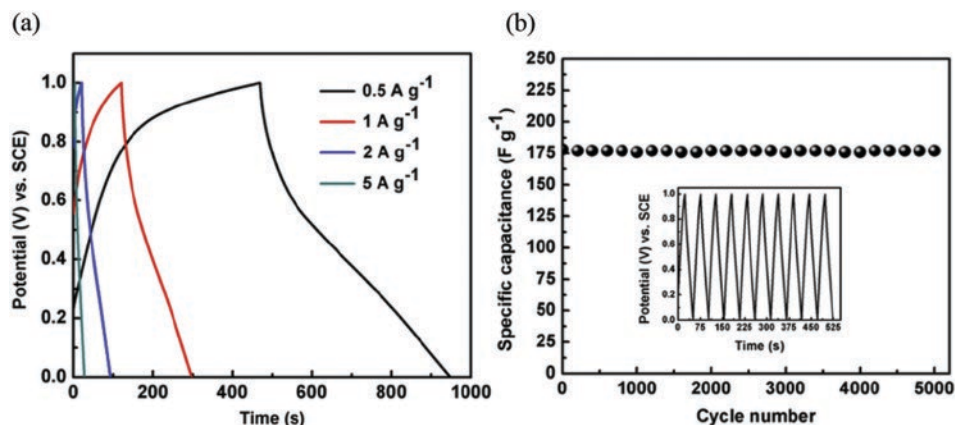 (a)
(b)
0.5 A g-1
1 A g-1
2 A g-1
5 A g-1
1.0
0.8
0.6
0.4
0.2
0.0
Potential (V) vs. SCE
0 200 400 600 800 1000
Time (s)
250
225
200
175
150
125
100
75
50
25
0
Specific capacitance (F g-1)
0 1000 2000 3000 4000 5000
Cycle number
1.0
0.8
0.6
0.4
0.2
0.0
Potential (V) vs. SCE
0 75 150 225 300 375 450 525
Time (s)